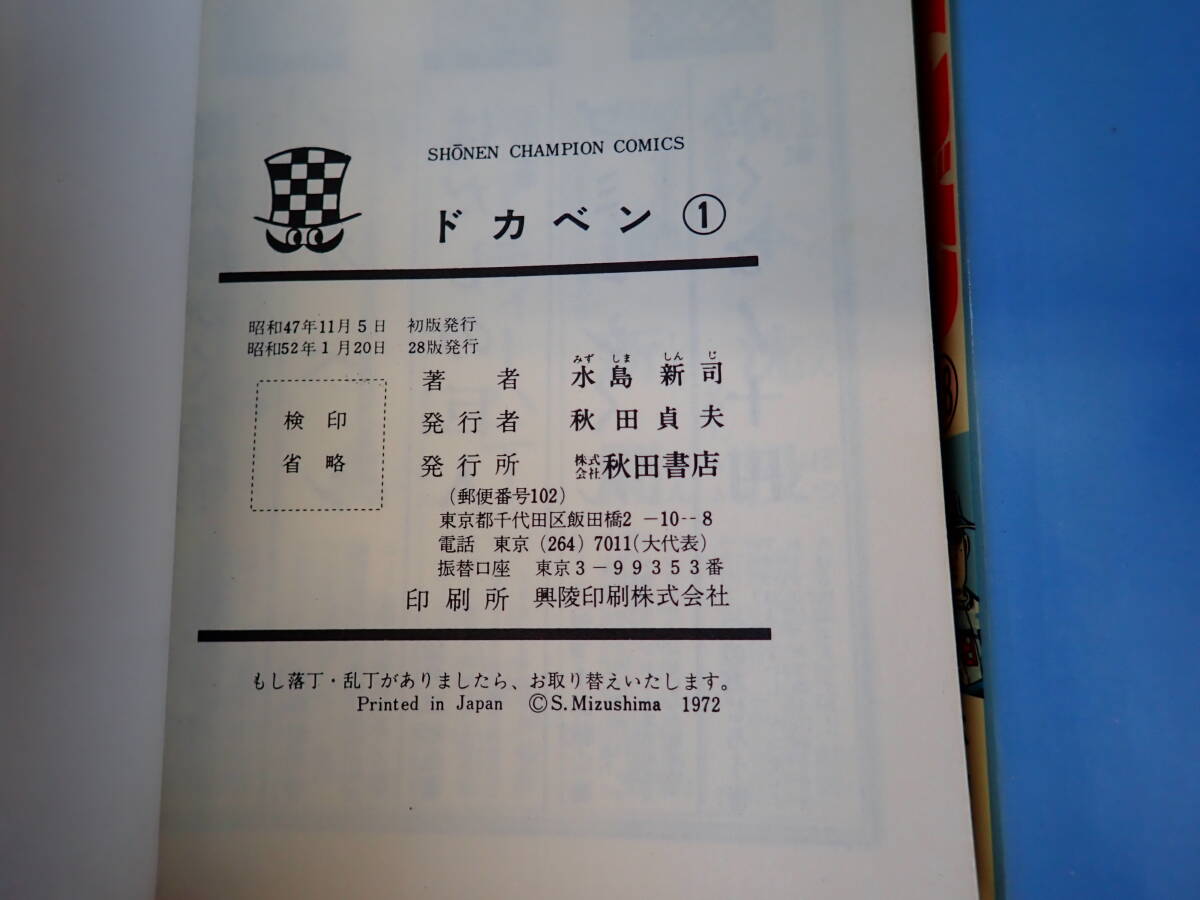 SHŌNEN CHAMPION COMICS
ドカベン ①
昭和47年11月5日 初版発行
昭和52年1月20日 28版発行
検印
省略
著者 水島新司
みずしましんじ
発行者 秋田貞夫
発行所 株式会社 秋田書店
(郵便番号102)
東京都千代田区飯田橋2-10--8
電話 東京(264)7011(大代表)
振替口座 東京3-99353番
印刷所 興陵印刷株式会社
もし落丁・乱丁がありましたら、お取り替えいたします。
Printed in Japan ©S. Mizushima 1972